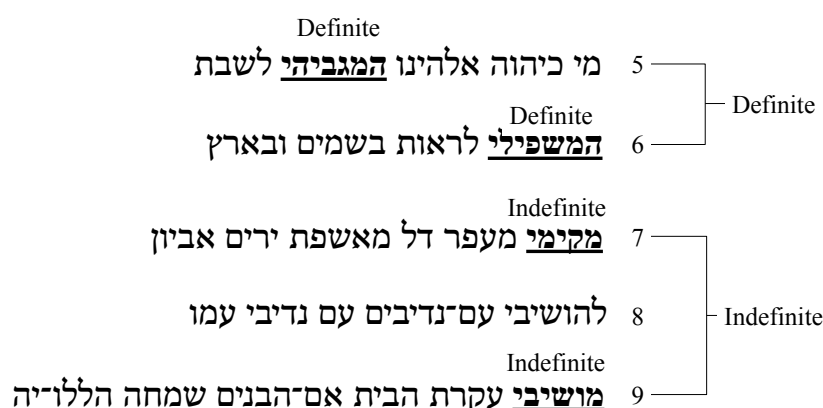 Definite
5 מי כיהוה אלהינו המגביהי לשבת
Definite
Definite
6 המשפילי לראות בשמים ובארץ
Indefinite
7 מקימי מעפר דל מאשפת ירים אביון
8 להושיבי עם־נדיבים עם נדיבי עמו
Indefinite
Indefinite
9 מושיבי עקרת הבית אם־הבנים שמחה הללו־יה